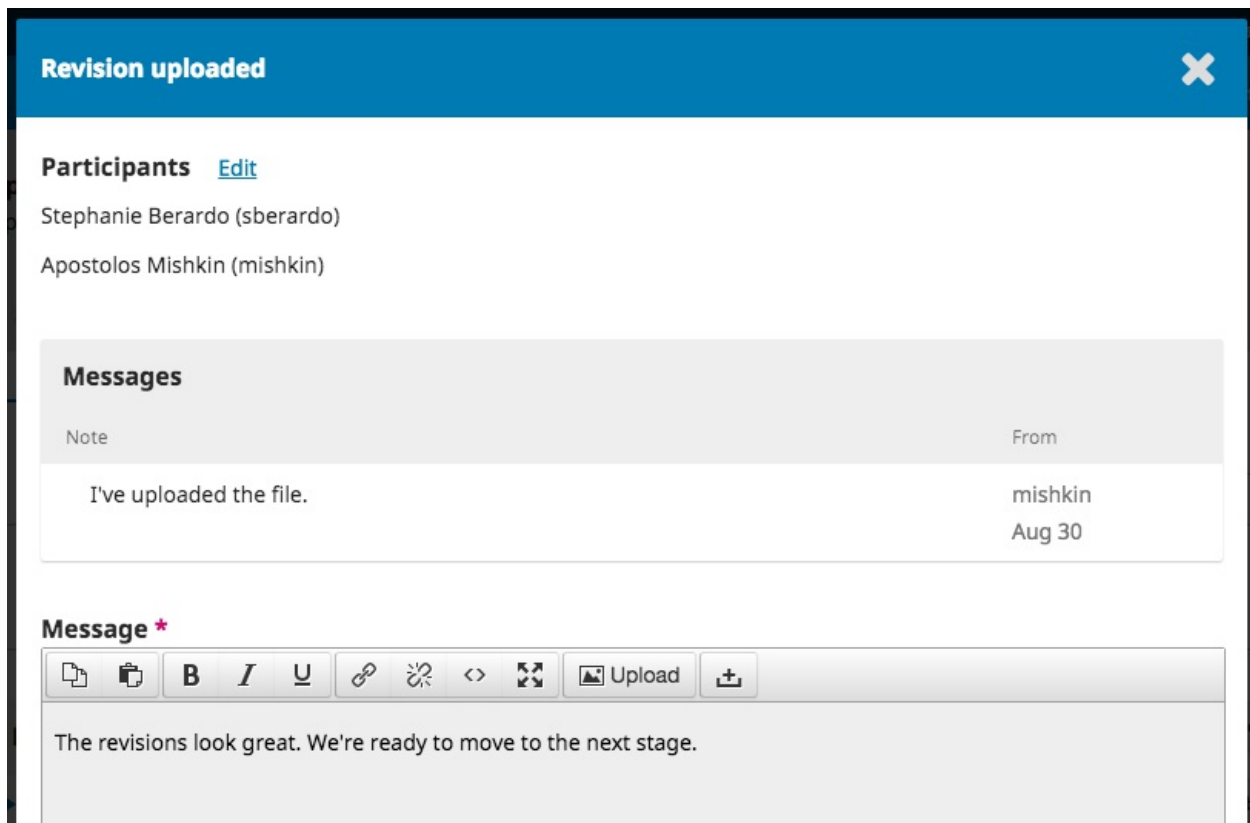 Revision uploaded
Participants Edit
Stephanie Berardo (sberardo)
Apostolos Mishkin (mishkin)
Messages
Note From
I've uploaded the file. mishkin
Aug 30
Message *
B I U <> Upload
The revisions look great. We're ready to move to the next stage.